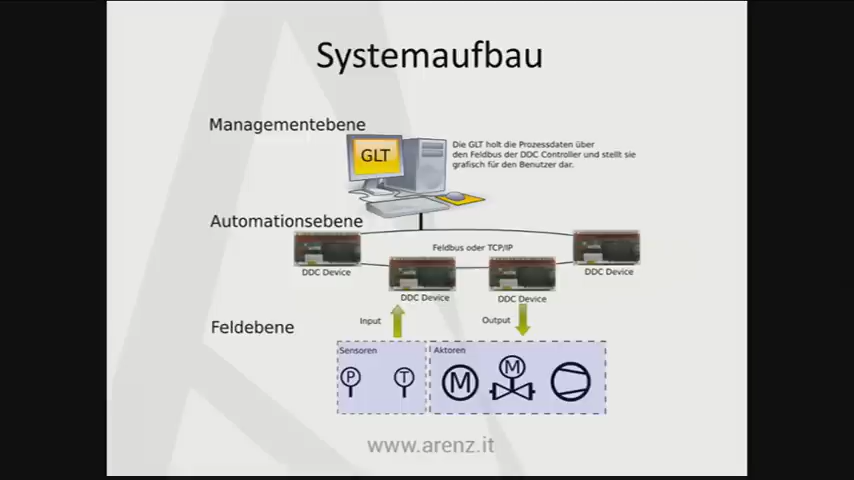 Systemaufbau
Managementebene
GLT
Die GLT holt die Prozessdaten über
den Feldbus der DDC Controller und stellt sie
grafisch für den Benutzer dar.
Automationsebene
Feldbus oder TCP/IP
DDC Device
DDC Device
DDC Device
DDC Device
Input
Output
Feldebene
Sensoren
Aktoren
P
T
M
M
www.arenz.it